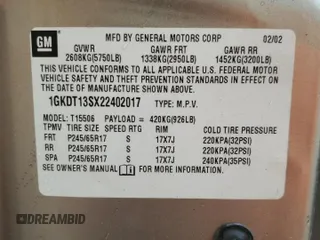 GM
MFD BY GENERAL MOTORS CORP 02/02
GVWR GAWR FRT GAWR RR
2608KG(5750LB) 1338KG(2950LB) 1452KG(3200LB)
THIS VEHICLE CONFORMS TO ALL APPLICABLE U.S. FEDERAL MOTOR
VEHICLE SAFETY AND THEFT PREVENTION STANDARDS IN EFFECT ON
THE DATE OF MANUFACTURE SHOWN ABOVE.
1GKDT13SX22402017 TYPE: M.P.V.
MODEL: T15506 PAYLOAD = 420KG(926LB)
TPMV TIRE SIZE SPEED RTG RIM COLD TIRE PRESSURE
FRT P245/65R17 S 17X7J 220KPA(32PSI)
RR P245/65R17 S 17X7J 220KPA(32PSI)
SPA P245/65R17 S 17X7J 240KPA(35PSI)
SEE OWNER'S MANUAL FOR MORE INFORMATION
DREAMBID